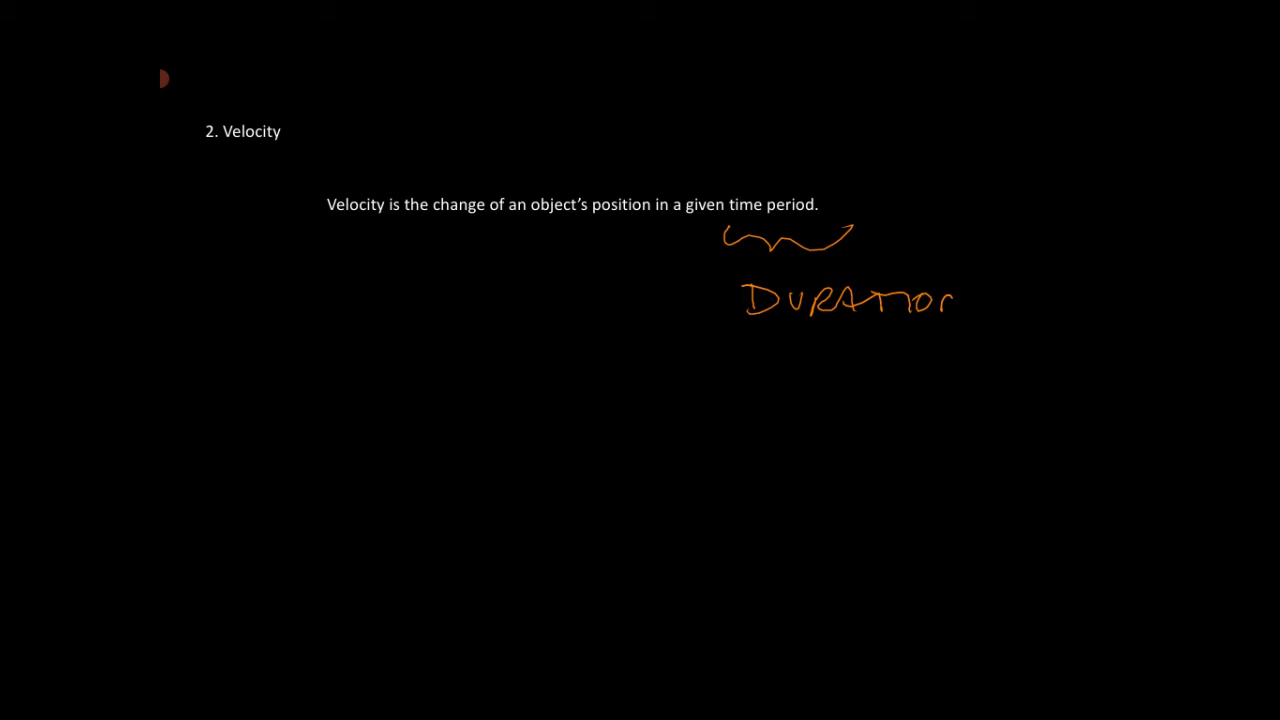 2. Velocity
Velocity is the change of an object’s position in a given time period.
DURATION